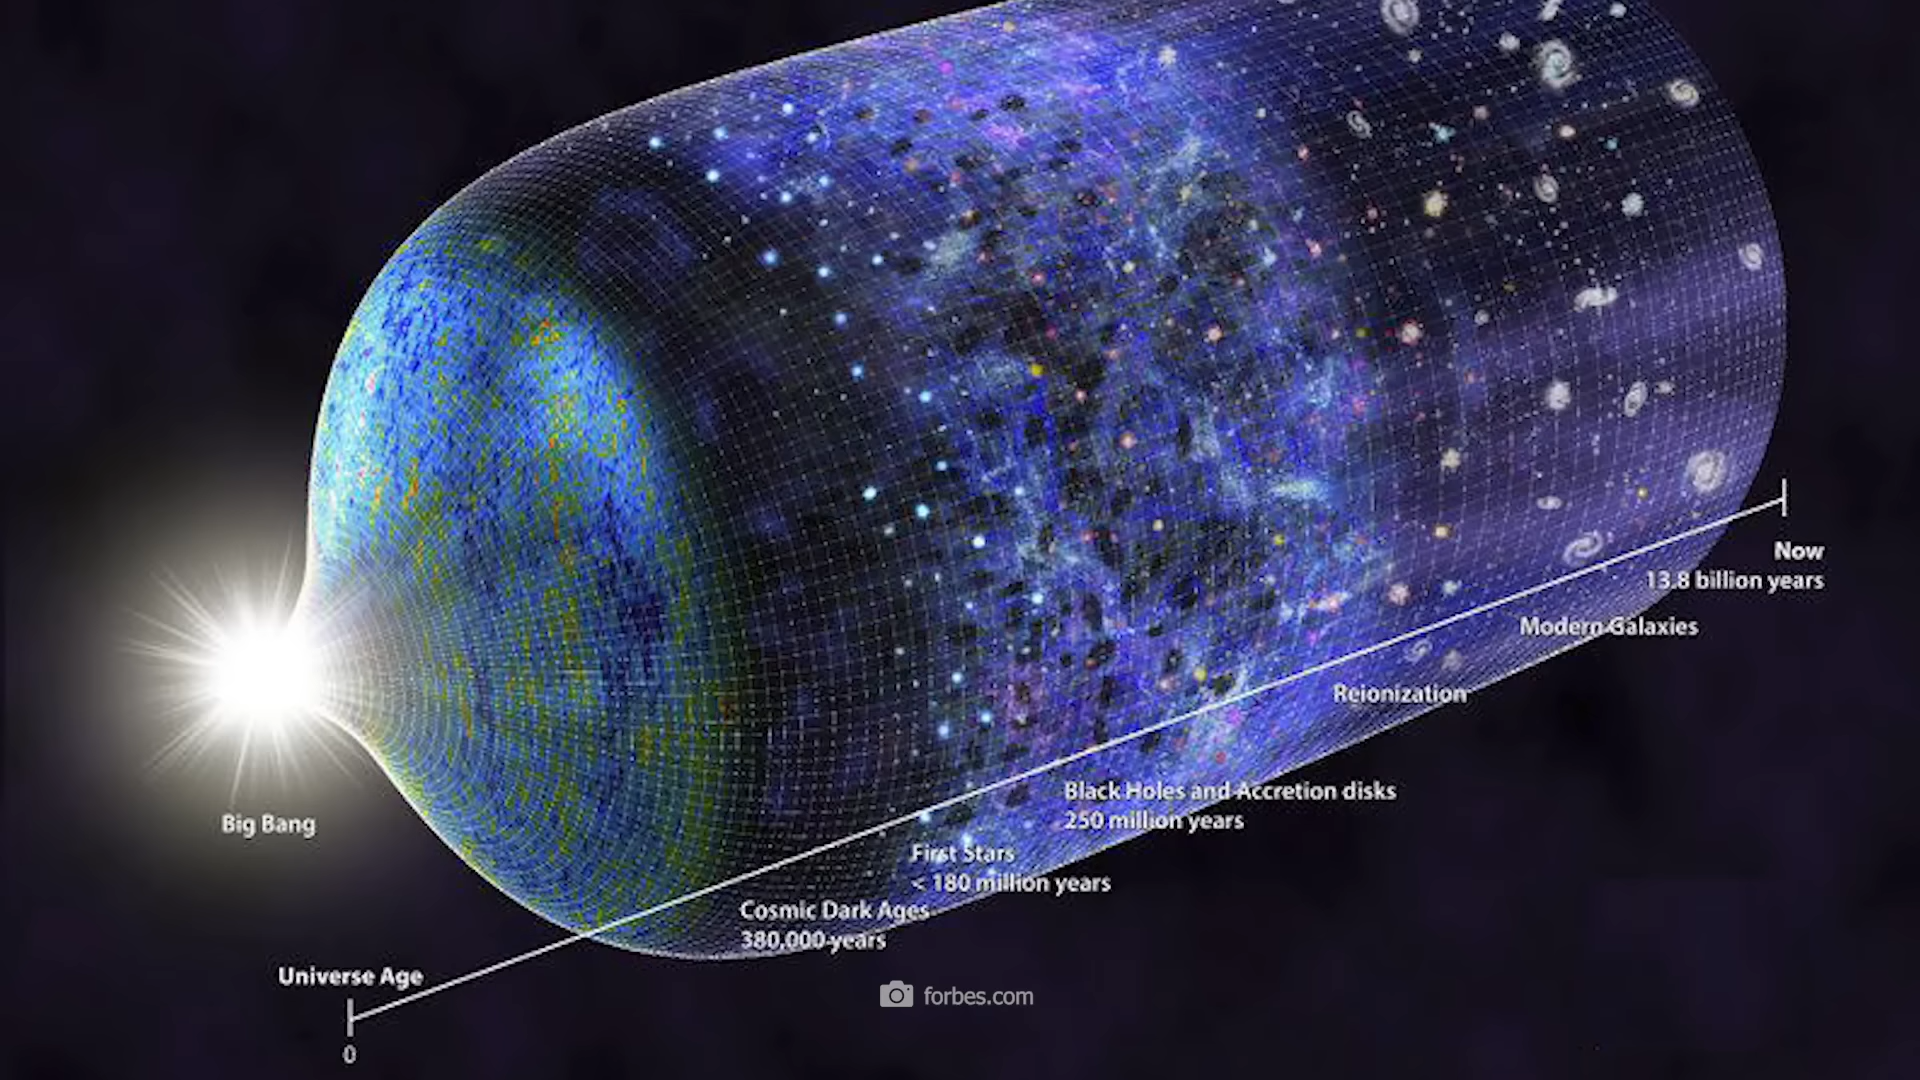 Now
13.8 billion years
Modern Galaxies
Reionization
Black Holes and Accretion disks
250 million years
First Stars
< 180 million years
Cosmic Dark Ages
380,000 years
Big Bang
Universe Age
0
forbes.com